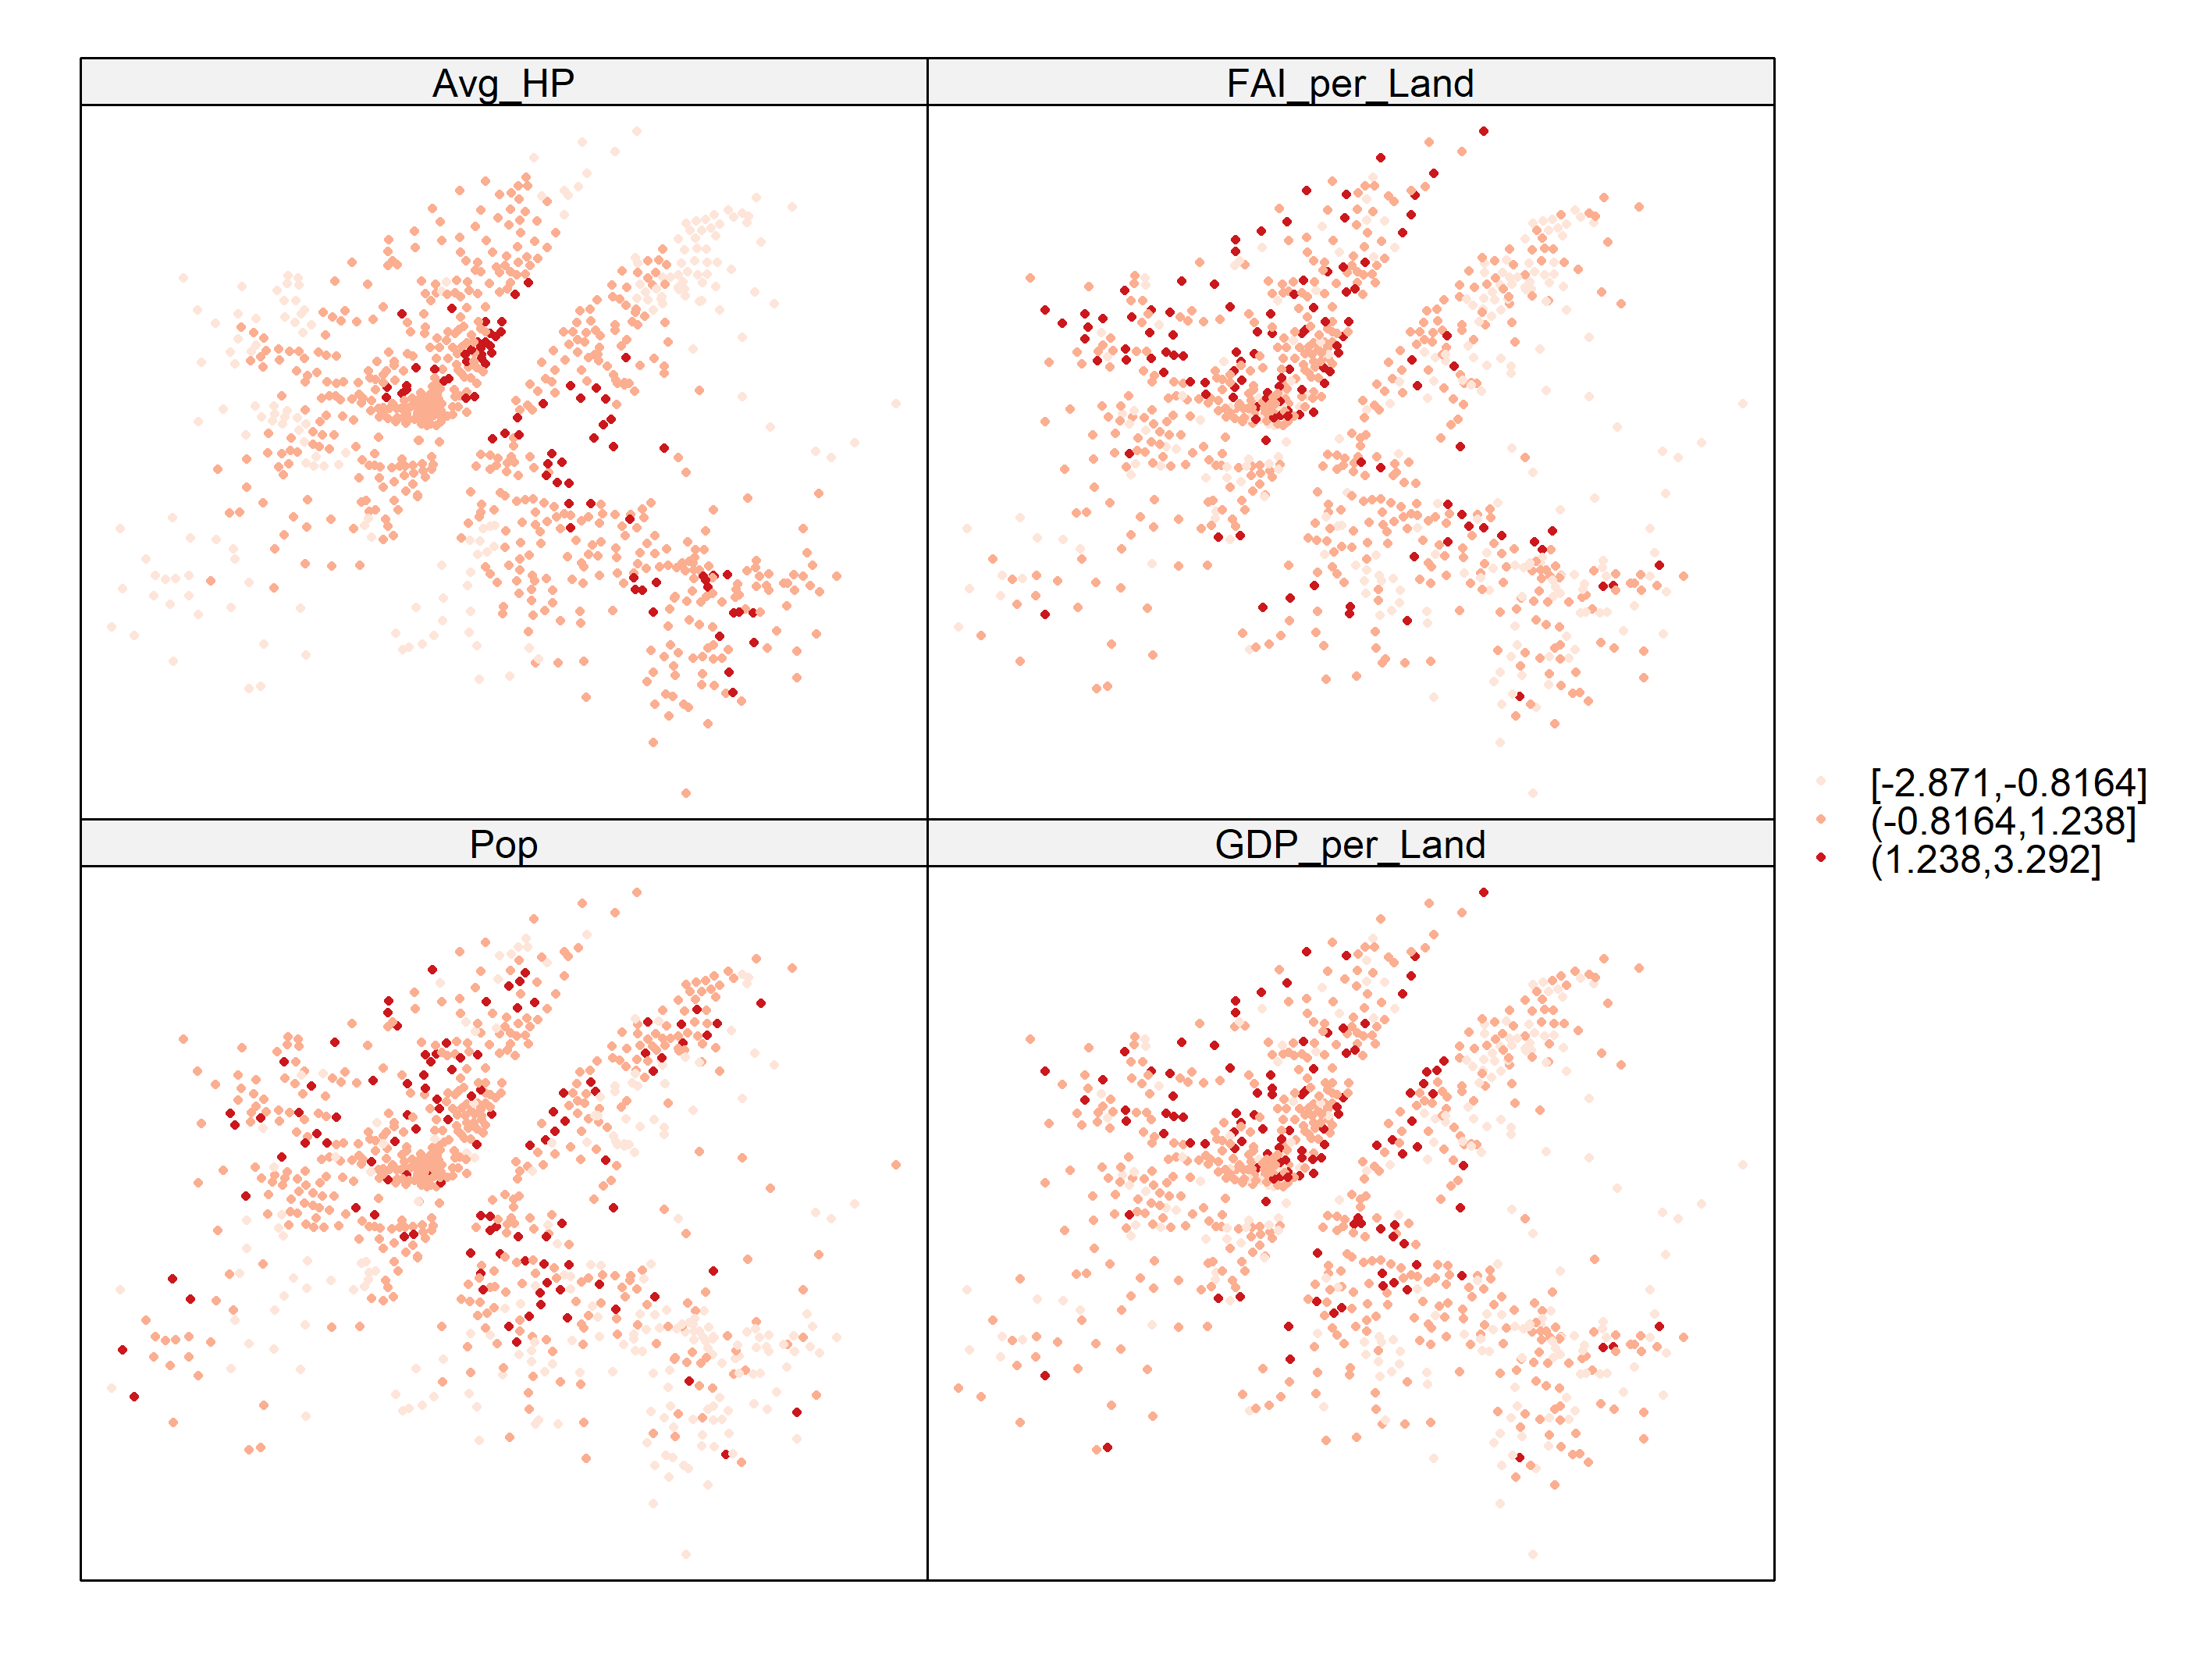 Avg_HP
FAI_per_Land
Pop
GDP_per_Land
[-2.871,-0.8164]
(-0.8164,1.238]
(1.238,3.292]